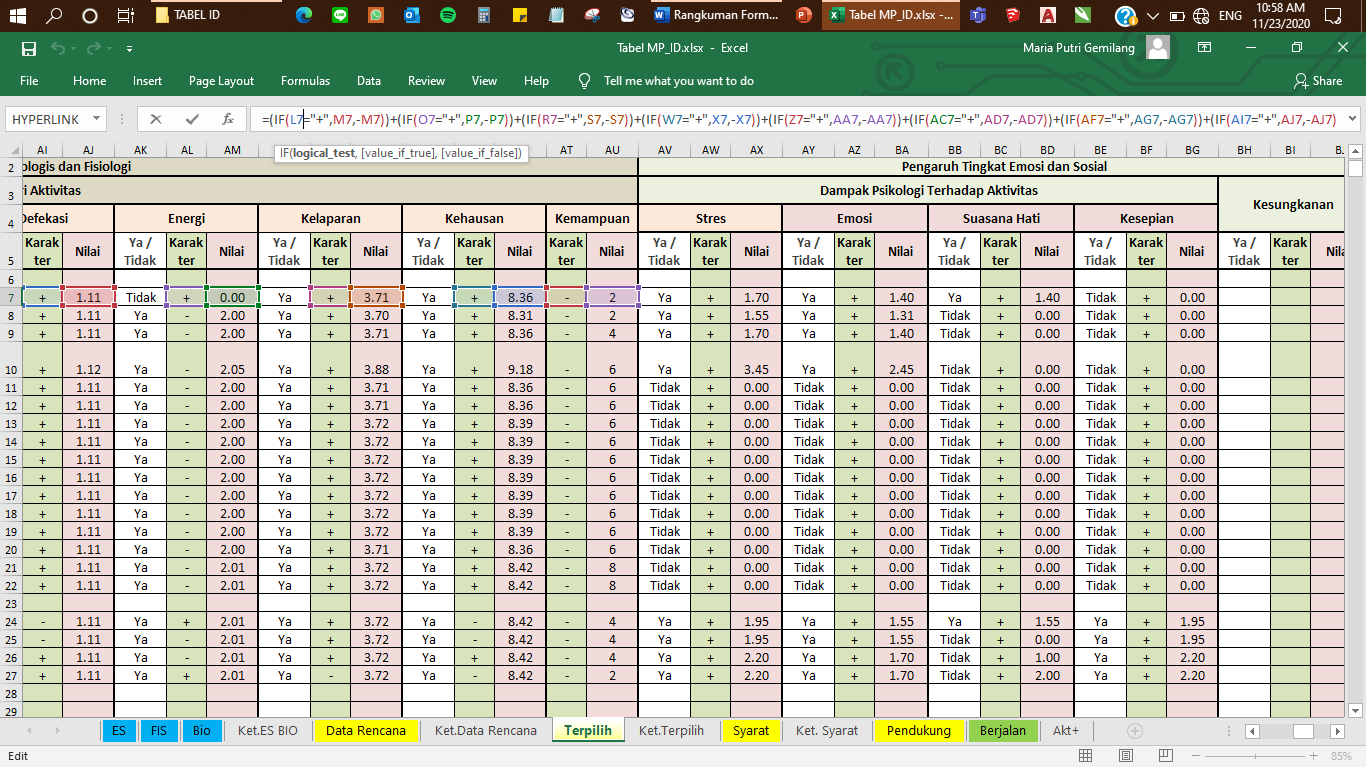 TABEL ID Rangkuman Form... Tabel MP_ID.xlsx -... ENG 10:58 AM 11/23/2020
Tabel MP_ID.xlsx - Excel Maria Putri Gemilang
File Home Insert Page Layout Formulas Data Review View Help Tell me what you want to do Share
HYPERLINK fx =(IF(L7="+",M7,-M7))+(IF(O7="+",P7,-P7))+(IF(R7="+",S7,-S7))+(IF(W7="+",X7,-X7))+(IF(Z7="+",AA7,-AA7))+(IF(AC7="+",AD7,-AD7))+(IF(AF7="+",AG7,-AG7))+(IF(AI7="+",AJ7,-AJ7)
IF(logical_test, [value_if_true], [value_if_false])
AI AJ AK AL AM AT AU AV AW AX AY AZ BA BB BC BD BE BF BG BH BI B.
2 ologis dan Fisiologi Pengaruh Tingkat Emosi dan Sosial
3 i Aktivitas Dampak Psikologi Terhadap Aktivitas Kesungkanan
4 Defekasi Energi Kelaparan Kehausan Kemampuan Stres Emosi Suasana Hati Kesepian
5 Karak ter Nilai Ya / Tidak Karak ter Nilai Ya / Tidak Karak ter Nilai Ya / Tidak Karak ter Nilai Karak ter Nilai Ya / Tidak Karak ter Nilai Ya / Tidak Karak ter Nilai Ya / Tidak Karak ter Nilai Ya / Tidak Karak ter Nilai Ya / Tidak Karak ter Nila
6
7 + 1.11 Tidak + 0.00 Ya + 3.71 Ya + 8.36 - 2 Ya + 1.70 Ya + 1.40 Ya + 1.40 Tidak + 0.00
8 + 1.11 Ya - 2.00 Ya + 3.70 Ya + 8.31 - 2 Ya + 1.55 Ya + 1.31 Tidak + 0.00 Tidak + 0.00
9 + 1.11 Ya - 2.00 Ya + 3.71 Ya + 8.36 - 4 Ya + 1.70 Ya + 1.40 Tidak + 0.00 Tidak + 0.00
10 + 1.12 Ya - 2.05 Ya + 3.88 Ya + 9.18 - 6 Ya + 3.45 Ya + 2.45 Tidak + 0.00 Ya + 0.00
11 + 1.11 Ya - 2.00 Ya + 3.71 Ya + 8.36 - 6 Tidak + 0.00 Tidak + 0.00 Tidak + 0.00 Tidak + 0.00
12 + 1.11 Ya - 2.00 Ya + 3.71 Ya + 8.36 - 6 Tidak + 0.00 Tidak + 0.00 Tidak + 0.00 Tidak + 0.00
13 + 1.11 Ya - 2.00 Ya + 3.72 Ya + 8.39 - 6 Tidak + 0.00 Tidak + 0.00 Tidak + 0.00 Tidak + 0.00
14 + 1.11 Ya - 2.00 Ya + 3.72 Ya + 8.39 - 6 Tidak + 0.00 Tidak + 0.00 Tidak + 0.00 Tidak + 0.00
15 + 1.11 Ya - 2.00 Ya + 3.72 Ya + 8.39 - 6 Tidak + 0.00 Tidak + 0.00 Tidak + 0.00 Tidak + 0.00
16 + 1.11 Ya - 2.00 Ya + 3.72 Ya + 8.39 - 6 Tidak + 0.00 Tidak + 0.00 Tidak + 0.00 Tidak + 0.00
17 + 1.11 Ya - 2.00 Ya + 3.72 Ya + 8.39 - 6 Tidak + 0.00 Tidak + 0.00 Tidak + 0.00 Tidak + 0.00
18 + 1.11 Ya - 2.00 Ya + 3.72 Ya + 8.39 - 6 Tidak + 0.00 Tidak + 0.00 Tidak + 0.00 Tidak + 0.00
19 + 1.11 Ya - 2.00 Ya + 3.72 Ya + 8.39 - 6 Tidak + 0.00 Tidak + 0.00 Tidak + 0.00 Tidak + 0.00
20 + 1.11 Ya - 2.00 Ya + 3.71 Ya + 8.36 - 6 Tidak + 0.00 Tidak + 0.00 Tidak + 0.00 Tidak + 0.00
21 + 1.11 Ya - 2.01 Ya + 3.72 Ya + 8.42 - 8 Tidak + 0.00 Tidak + 0.00 Tidak + 0.00 Tidak + 0.00
22 + 1.11 Ya - 2.01 Ya + 3.72 Ya + 8.42 - 8 Tidak + 0.00 Tidak + 0.00 Tidak + 0.00 Tidak + 0.00
23
24 - 1.11 Ya + 2.01 Ya + 3.72 Ya - 8.42 - 4 Ya + 1.95 Ya + 1.55 Ya + 1.55 Ya + 1.95
25 - 1.11 Ya - 2.01 Ya + 3.72 Ya - 8.42 - 4 Ya + 1.95 Ya + 1.55 Tidak + 0.00 Ya + 1.95
26 + 1.11 Ya - 2.01 Ya + 3.72 Ya + 8.42 - 4 Ya + 2.20 Ya + 1.70 Tidak + 1.00 Ya + 2.20
27 + 1.11 Ya + 2.01 Ya - 3.72 Ya - 8.42 - 2 Ya + 2.20 Ya + 1.70 Tidak + 2.00 Ya + 2.20
28
29
ES FIS Bio Ket.ES BIO Data Rencana Ket.Data Rencana Terpilih Ket.Terpilih Syarat Ket. Syarat Pendukung Berjalan Akt+
Edit 85%